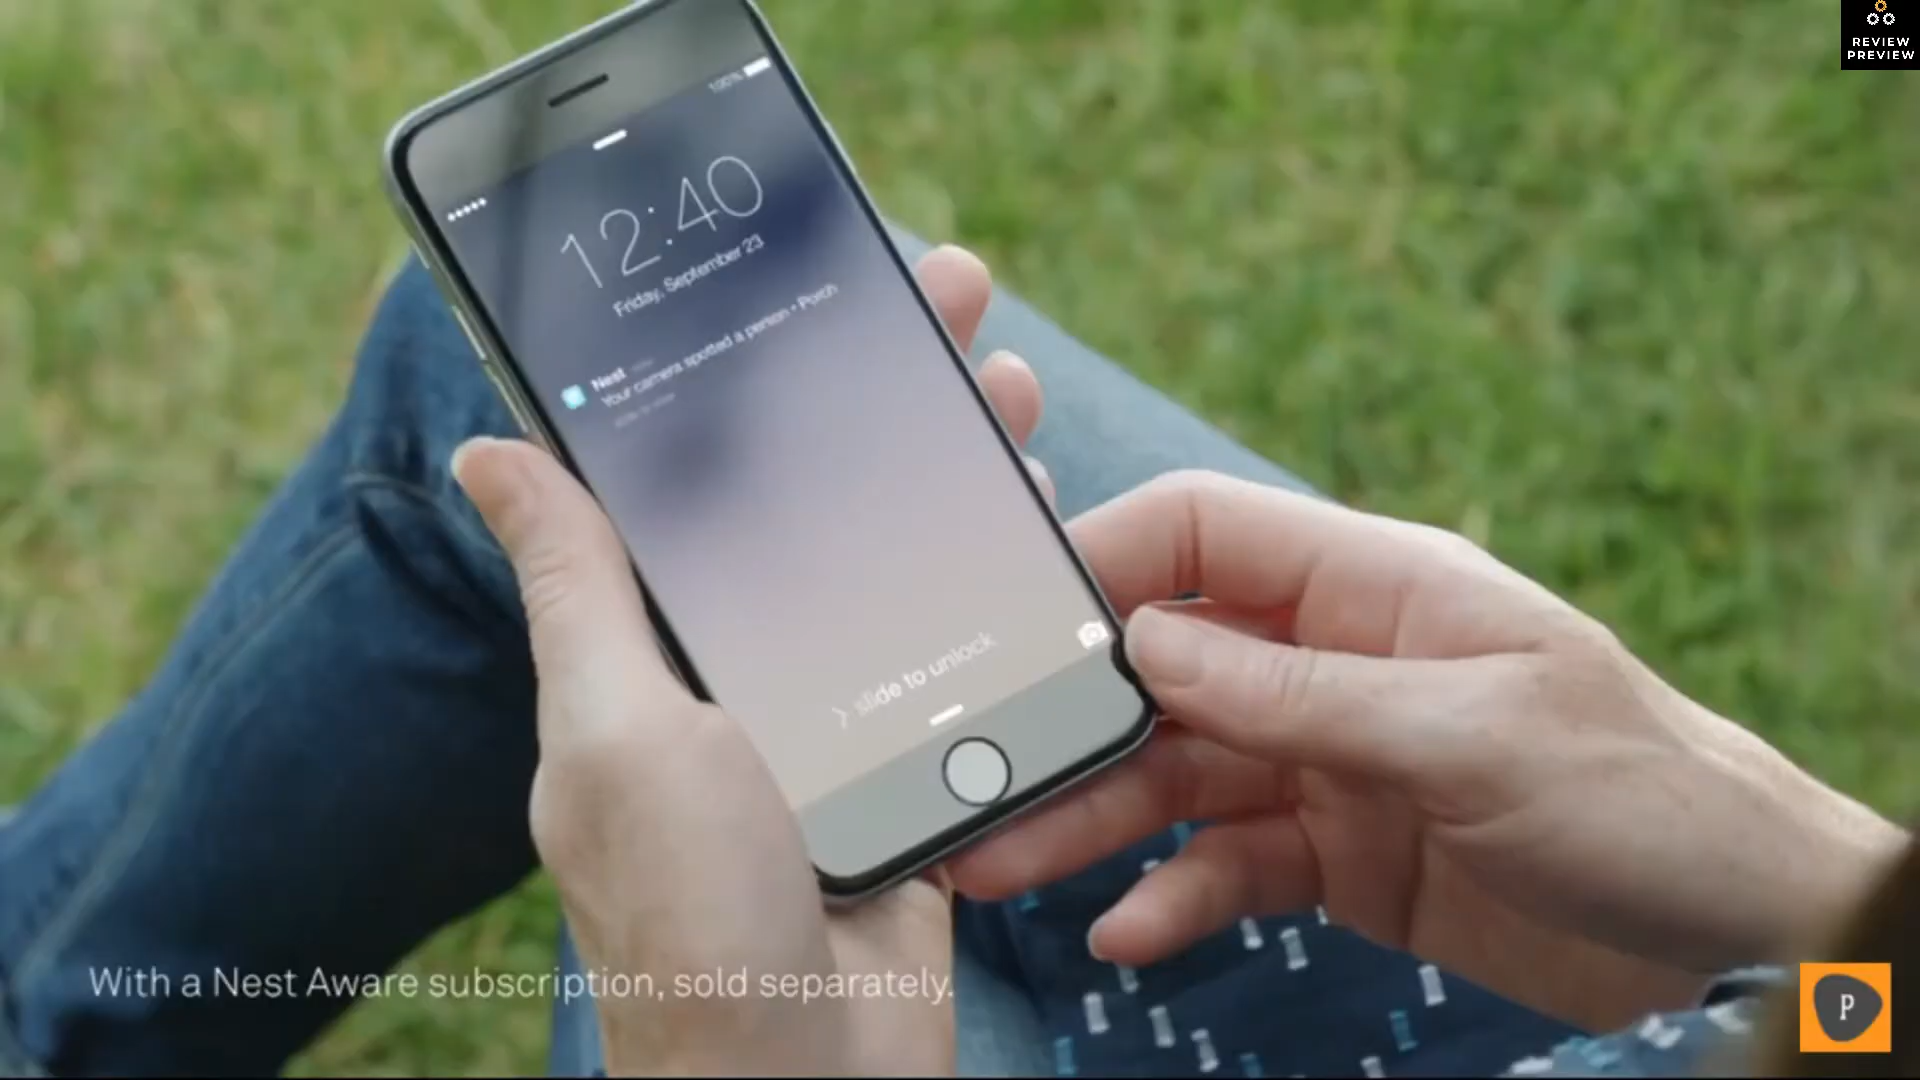 REVIEW
PREVIEW
100%
12:40
Friday, September 23
Nest
Your camera spotted a person • Porch
slide to unlock
With a Nest Aware subscription, sold separately.
P